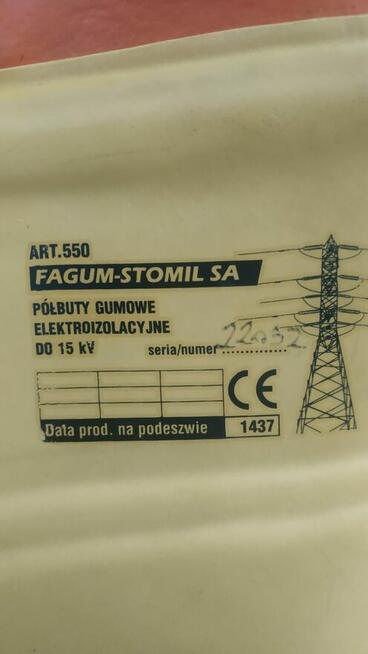 ART.550
FAGUM-STOMIL SA
PÓŁBUTY GUMOWE
ELEKTROIZOLACYJNE
DO 15 kV seria/numer ...............
CE
Data prod. na podeszwie 1437